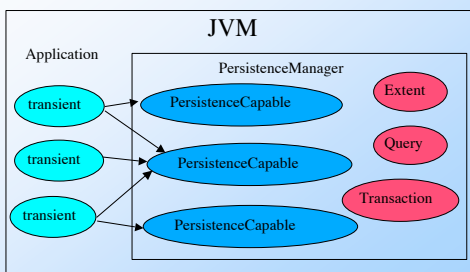 JVM
Application
PersistenceManager
transient
PersistenceCapable
Extent
transient
PersistenceCapable
Query
transient
PersistenceCapable
Transaction